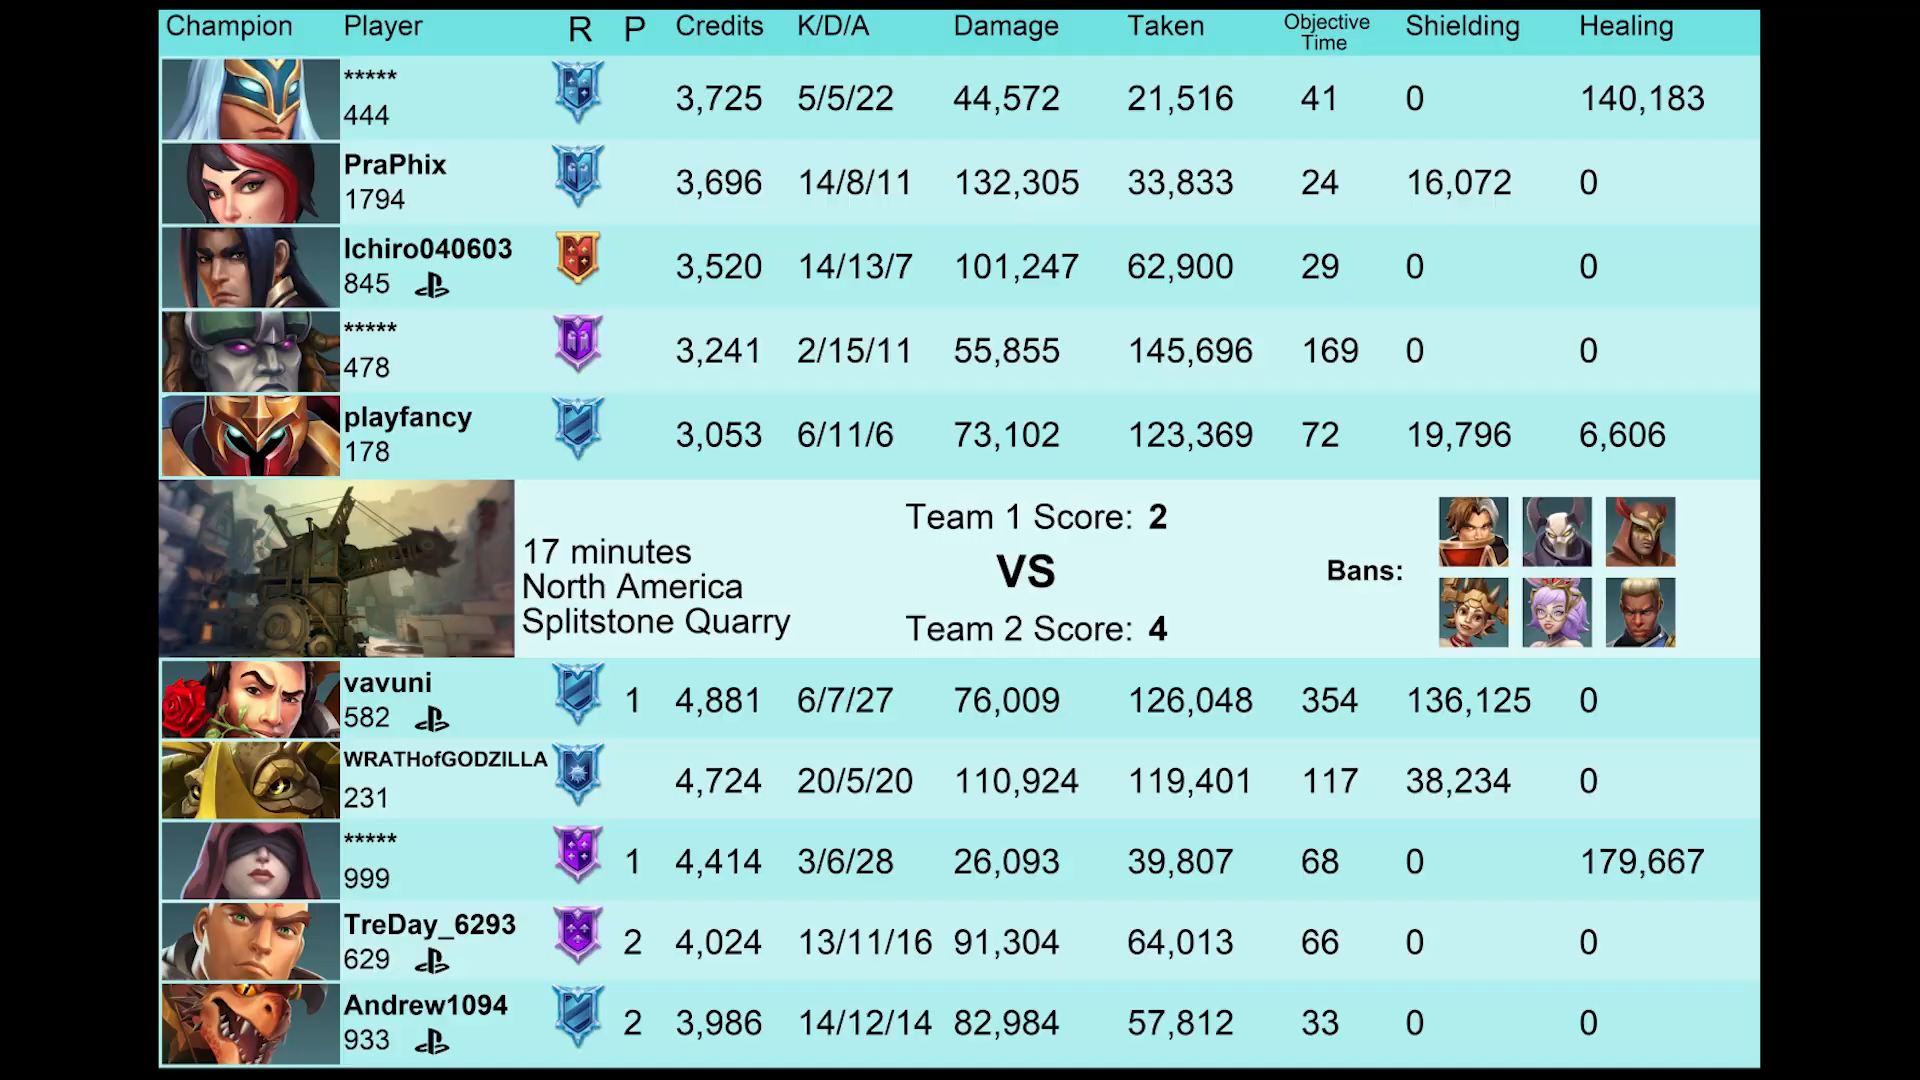 Champion Player R P Credits K/D/A Damage Taken Objective Time Shielding Healing
*****
444 3,725 5/5/22 44,572 21,516 41 0 140,183
PraPhix
1794 3,696 14/8/11 132,305 33,833 24 16,072 0
Ichiro040603
845 3,520 14/13/7 101,247 62,900 29 0 0
*****
478 3,241 2/15/11 55,855 145,696 169 0 0
playfancy
178 3,053 6/11/6 73,102 123,369 72 19,796 6,606
17 minutes
North America
Splitstone Quarry
Team 1 Score: 2
VS
Team 2 Score: 4
Bans:
vavuni
582 1 4,881 6/7/27 76,009 126,048 354 136,125 0
WRATHofGODZILLA
231 4,724 20/5/20 110,924 119,401 117 38,234 0
*****
999 1 4,414 3/6/28 26,093 39,807 68 0 179,667
TreDay_6293
629 2 4,024 13/11/16 91,304 64,013 66 0 0
Andrew1094
933 2 3,986 14/12/14 82,984 57,812 33 0 0